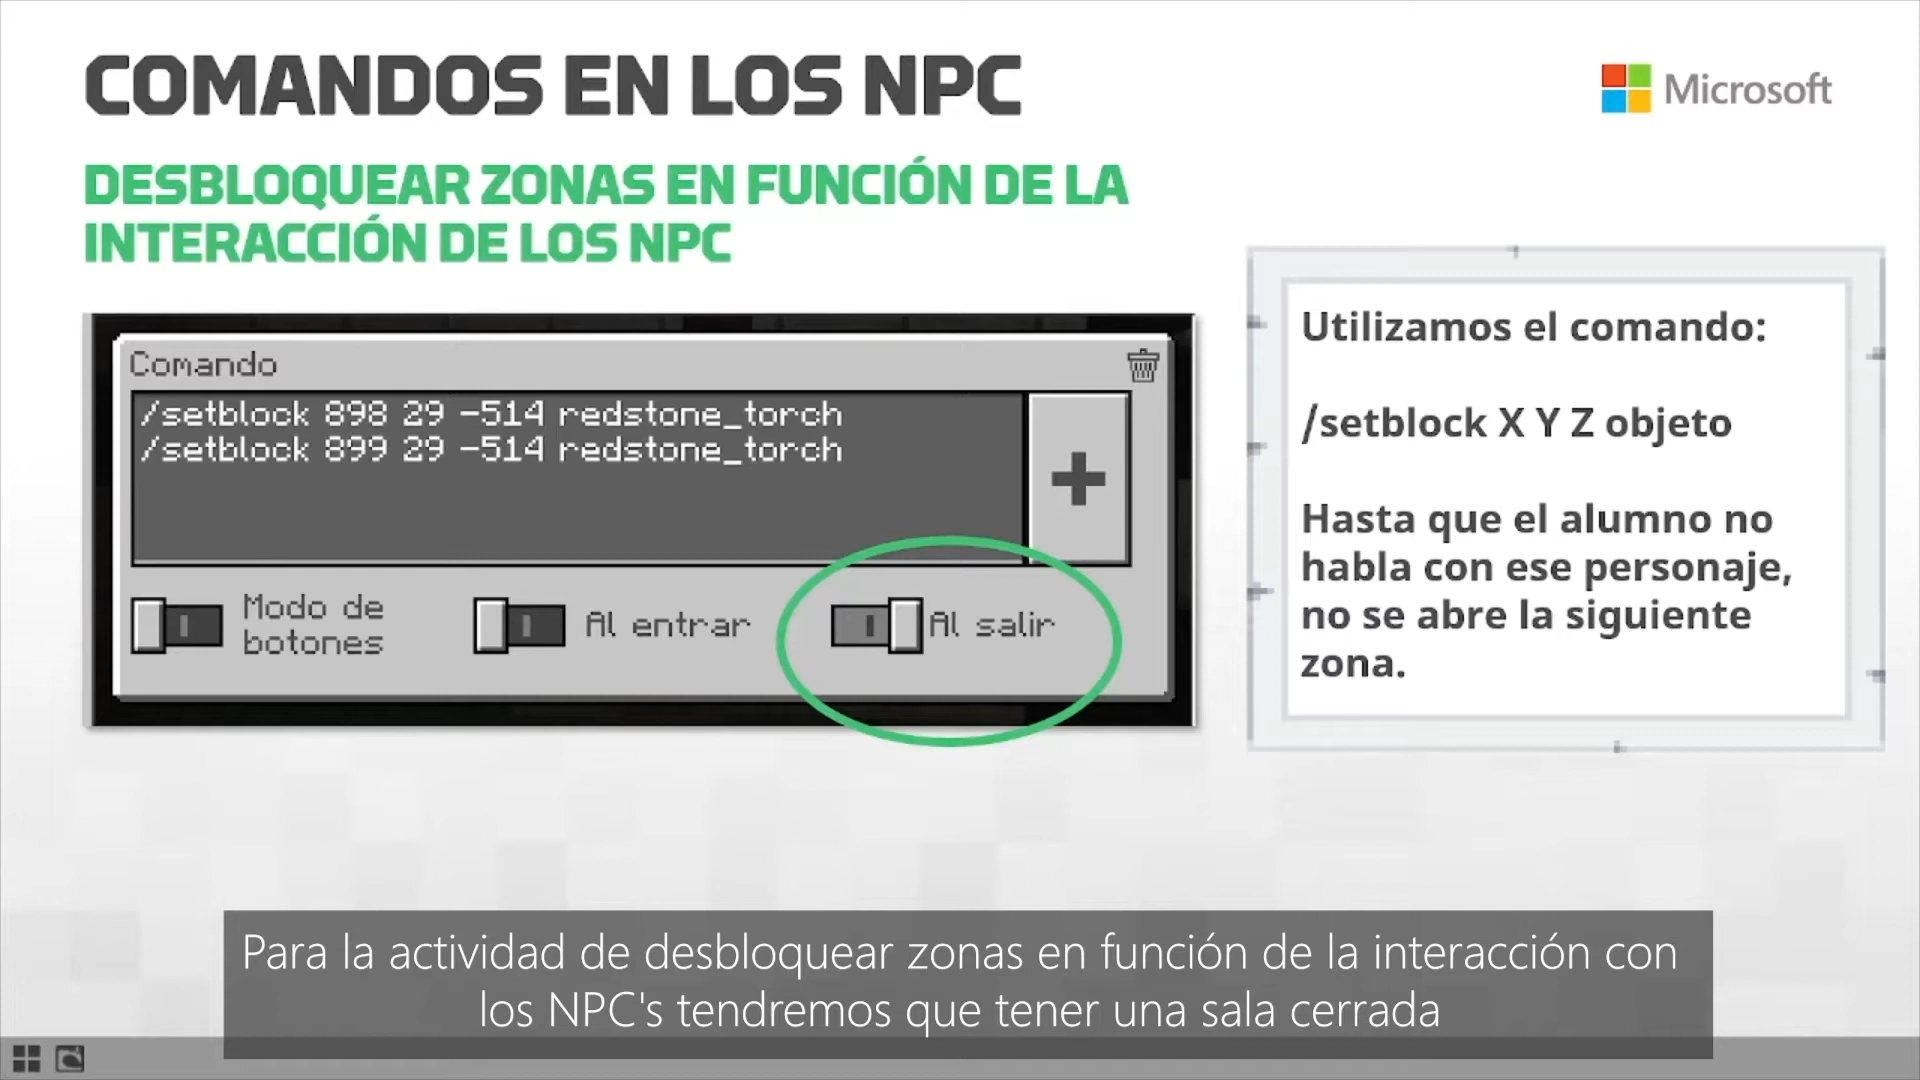 COMANDOS EN LOS NPC
Microsoft
DESBLOQUEAR ZONAS EN FUNCIÓN DE LA
INTERACCIÓN DE LOS NPC
Comando
/setblock 898 29 -514 redstone_torch
/setblock 899 29 -514 redstone_torch
Modo de
botones
Al entrar
Al salir
Utilizamos el comando:
/setblock X Y Z objeto
Hasta que el alumno no
habla con ese personaje,
no se abre la siguiente
zona.
Para la actividad de desbloquear zonas en función de la interacción con
los NPC's tendremos que tener una sala cerrada